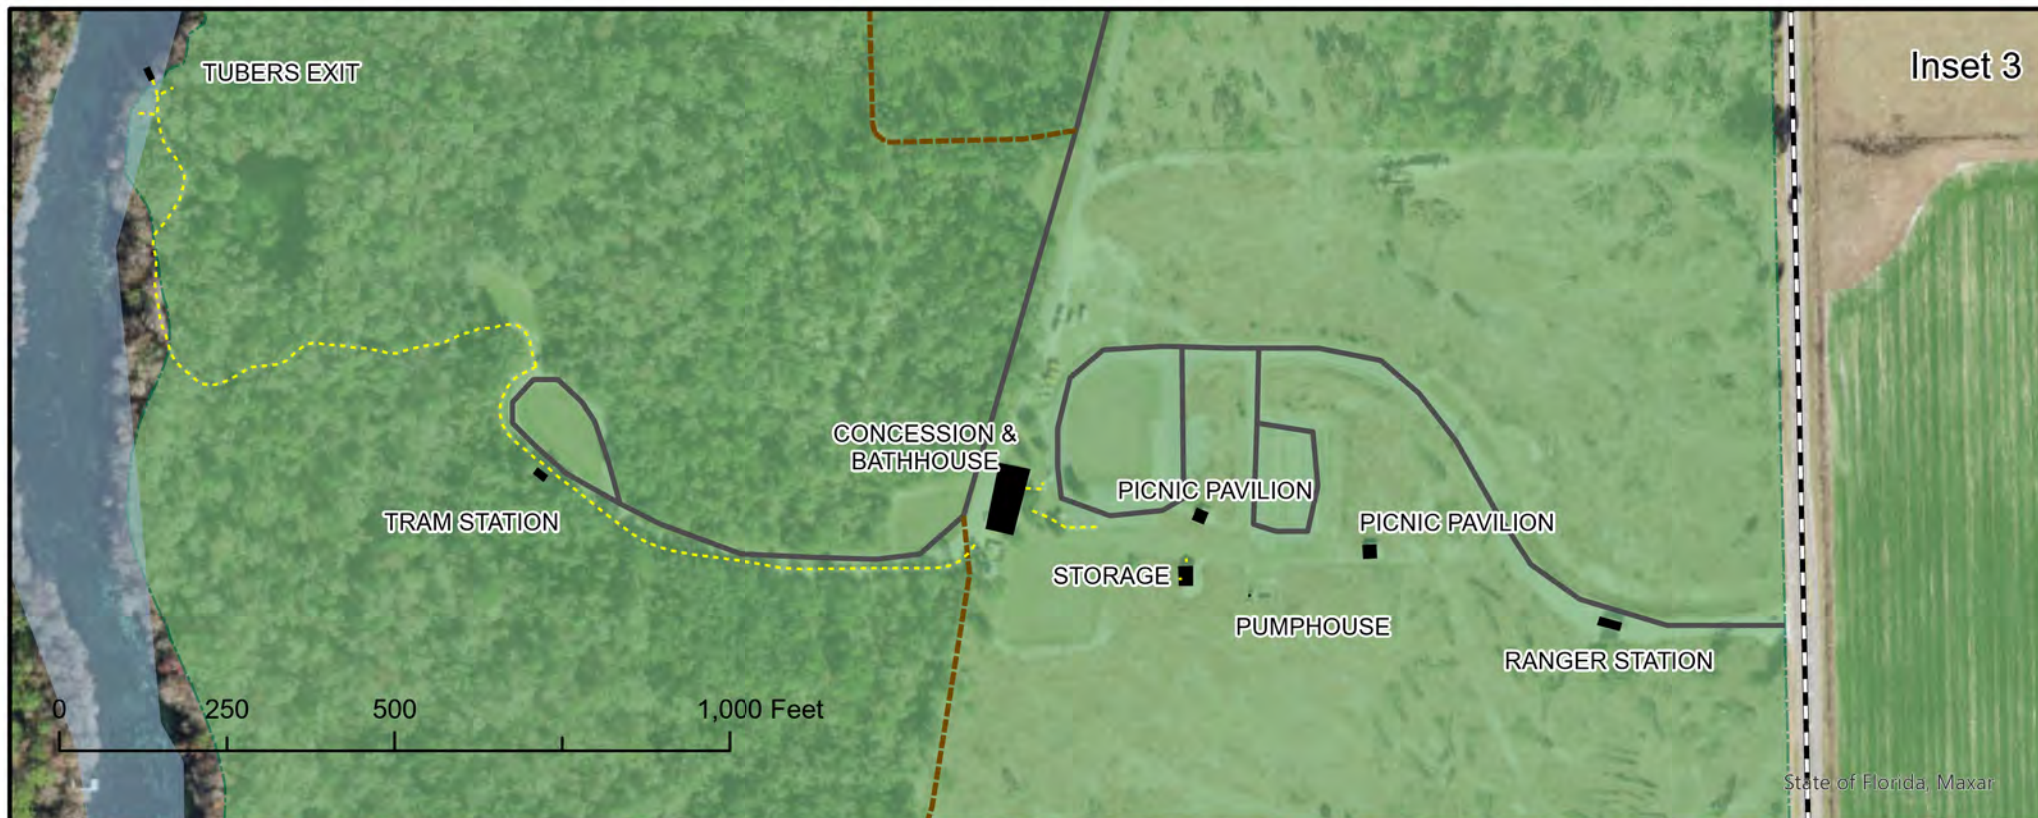 Inset 3
TUBERS EXIT
CONCESSION &
BATHHOUSE
PICNIC PAVILION
TRAM STATION
PICNIC PAVILION
STORAGE
PUMPHOUSE
RANGER STATION
0 250 500 1,000 Feet
State of Florida, Maxar